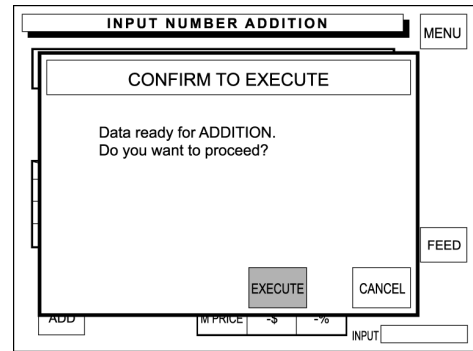 INPUT NUMBER ADDITION
MENU
CONFIRM TO EXECUTE
Data ready for ADDITION.
Do you want to proceed?
FEED
EXECUTE
CANCEL
ADD
M PRICE
-$
-%
INPUT